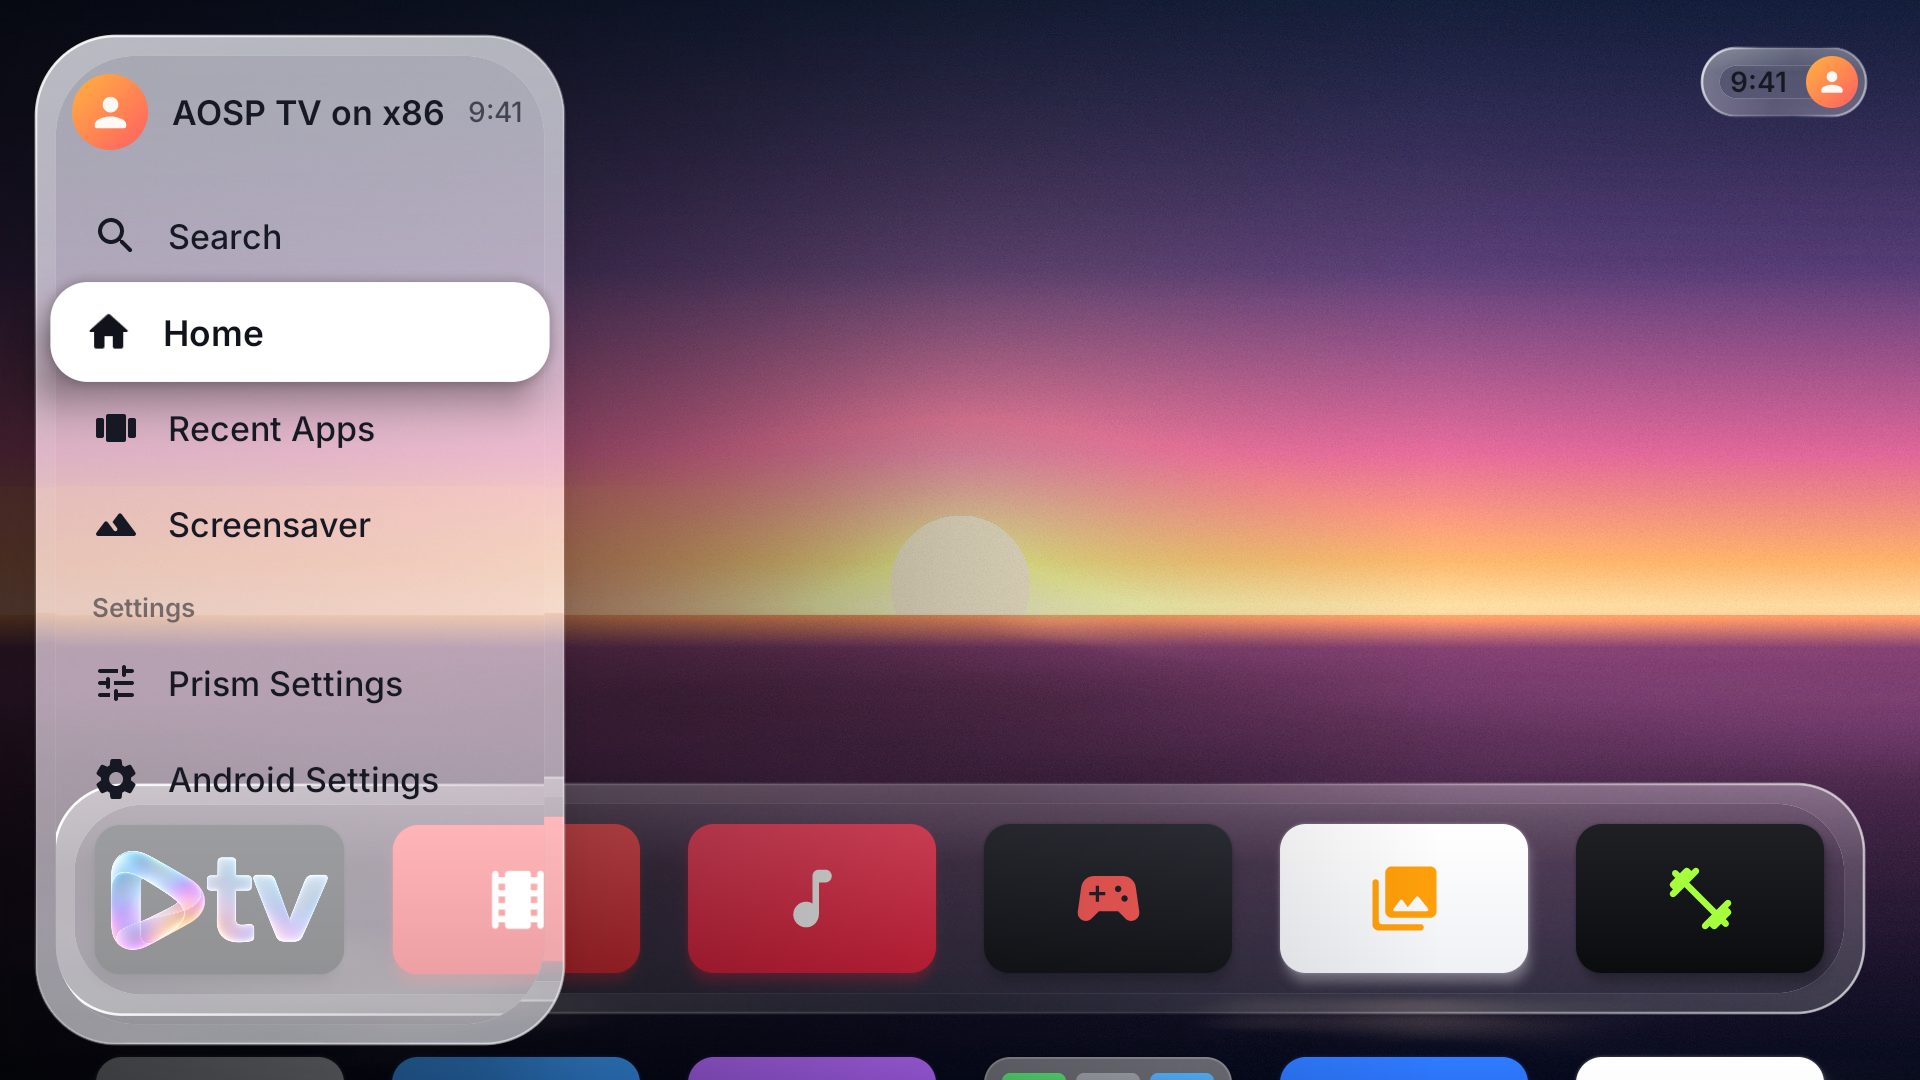 AOSP TV on x86 9:41
9:41
Search
Home
Recent Apps
Screensaver
Settings
Prism Settings
Android Settings
tv